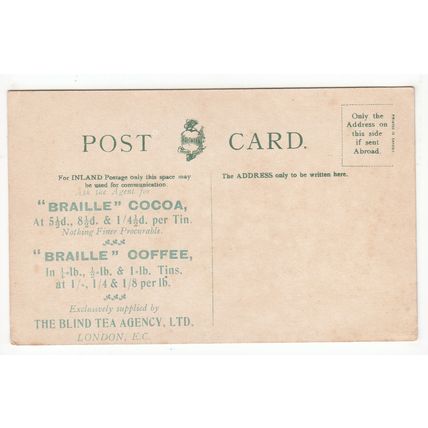 POST CARD.
Only the
Address on
this side
if sent
Abroad.
For INLAND Postage only this space may
be used for communication
The ADDRESS only to be written here.
Ask the Agent for
"BRAILLE" COCOA,
At 5½d., 8½d. & 1/4½d. per Tin.
Nothing Finer Procurable.
"BRAILLE" COFFEE,
In ¼-lb., ½-lb. & 1-lb. Tins.
at 1/-, 1/4 & 1/8 per lb.
Exclusively supplied by
THE BLIND TEA AGENCY, LTD.
LONDON, E.C.